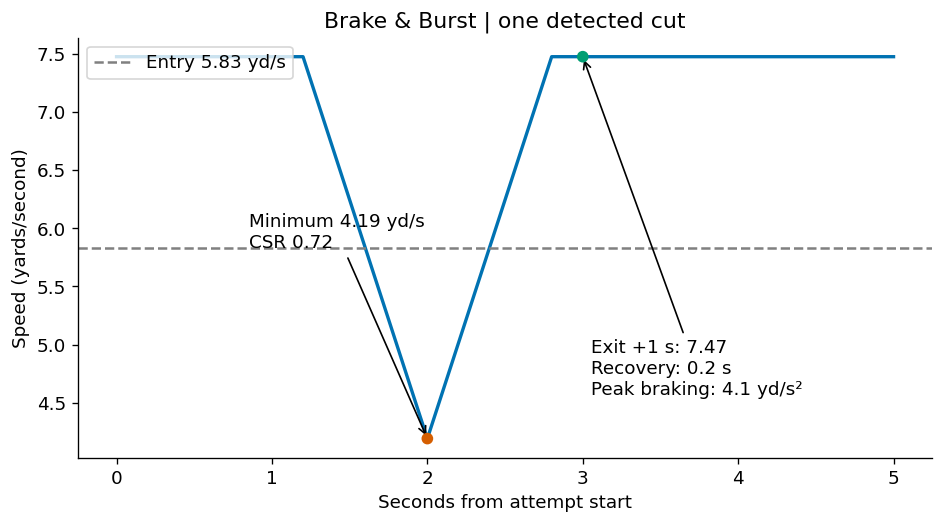 Brake & Burst | one detected cut
Entry 5.83 yd/s
Speed (yards/second)
7.5
7.0
6.5
6.0
5.5
5.0
4.5
Minimum 4.19 yd/s
CSR 0.72
Exit +1 s: 7.47
Recovery: 0.2 s
Peak braking: 4.1 yd/s²
0 1 2 3 4 5
Seconds from attempt start